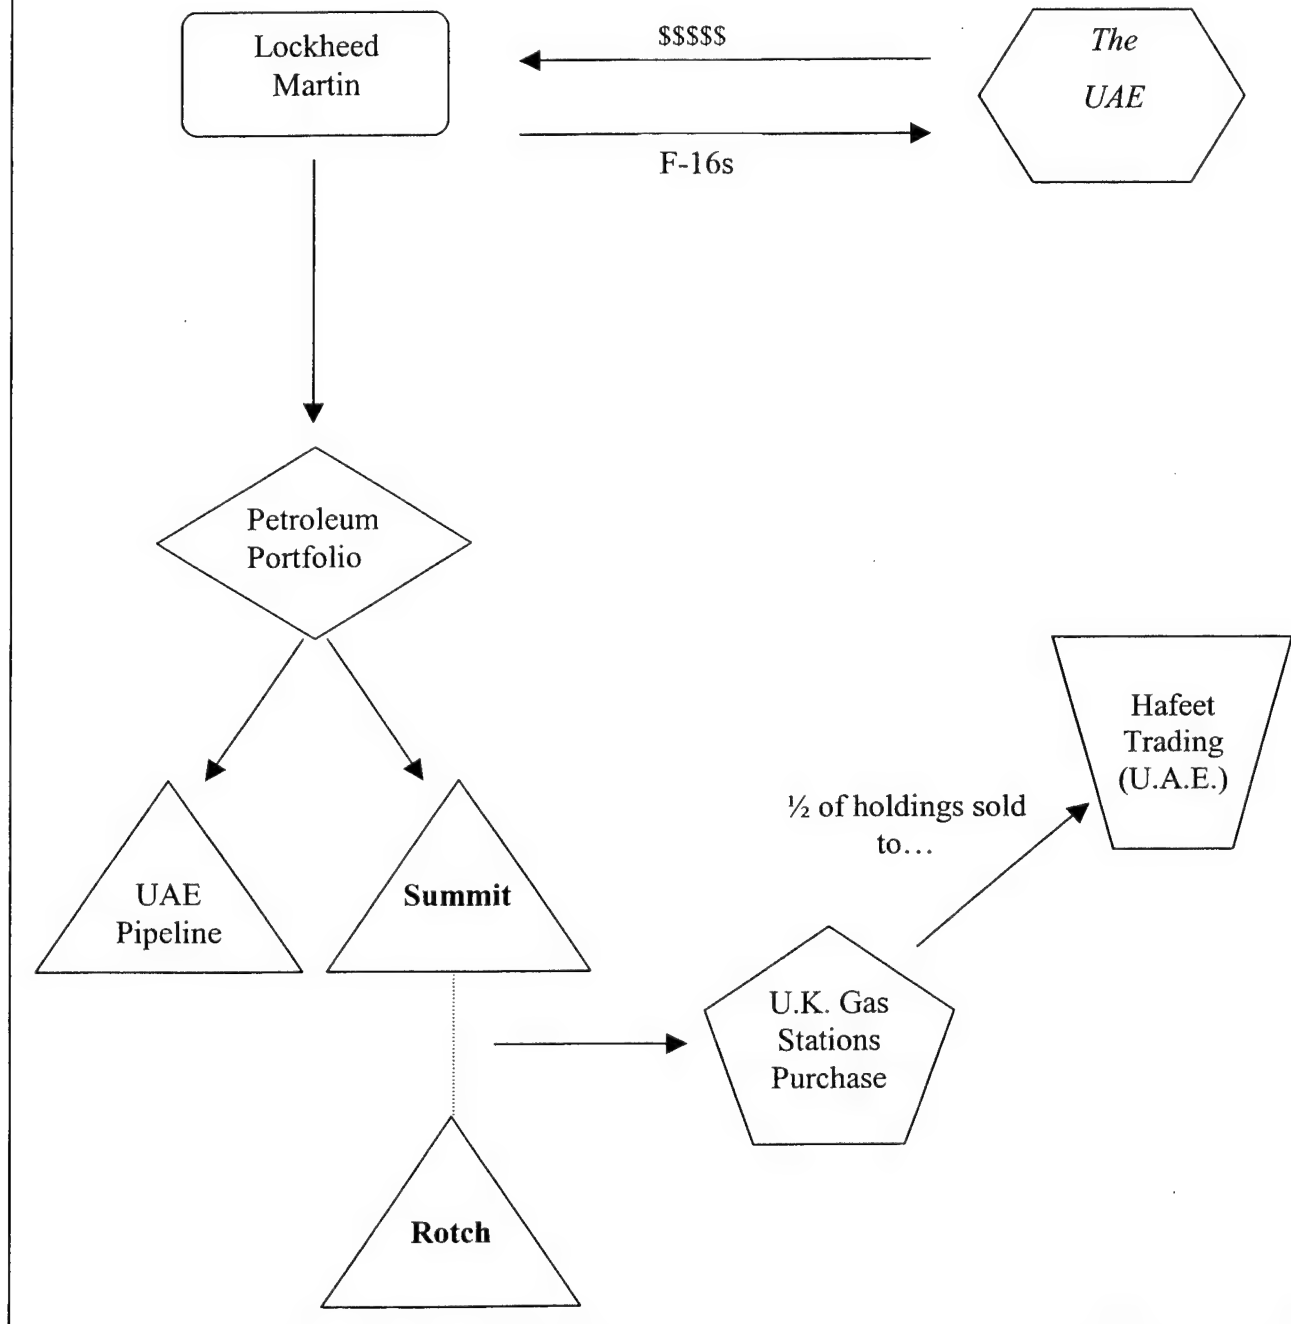 Lockheed
Martin
$$$$$
F-16s
The
UAE
Petroleum
Portfolio
UAE
Pipeline
Summit
Rotch
U.K. Gas
Stations
Purchase
½ of holdings sold
to…
Hafeet
Trading
(U.A.E.)